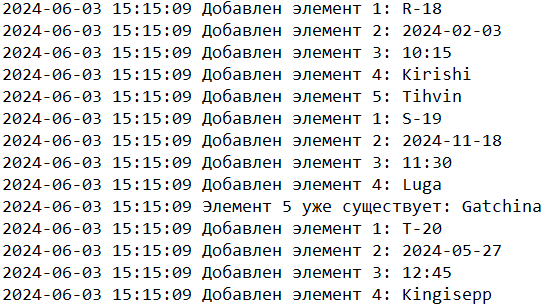 2024-06-03 15:15:09 Добавлен элемент 1: R-18
2024-06-03 15:15:09 Добавлен элемент 2: 2024-02-03
2024-06-03 15:15:09 Добавлен элемент 3: 10:15
2024-06-03 15:15:09 Добавлен элемент 4: Kirishi
2024-06-03 15:15:09 Добавлен элемент 5: Tihvin
2024-06-03 15:15:09 Добавлен элемент 1: S-19
2024-06-03 15:15:09 Добавлен элемент 2: 2024-11-18
2024-06-03 15:15:09 Добавлен элемент 3: 11:30
2024-06-03 15:15:09 Добавлен элемент 4: Luga
2024-06-03 15:15:09 Элемент 5 уже существует: Gatchina
2024-06-03 15:15:09 Добавлен элемент 1: T-20
2024-06-03 15:15:09 Добавлен элемент 2: 2024-05-27
2024-06-03 15:15:09 Добавлен элемент 3: 12:45
2024-06-03 15:15:09 Добавлен элемент 4: Kingisepp